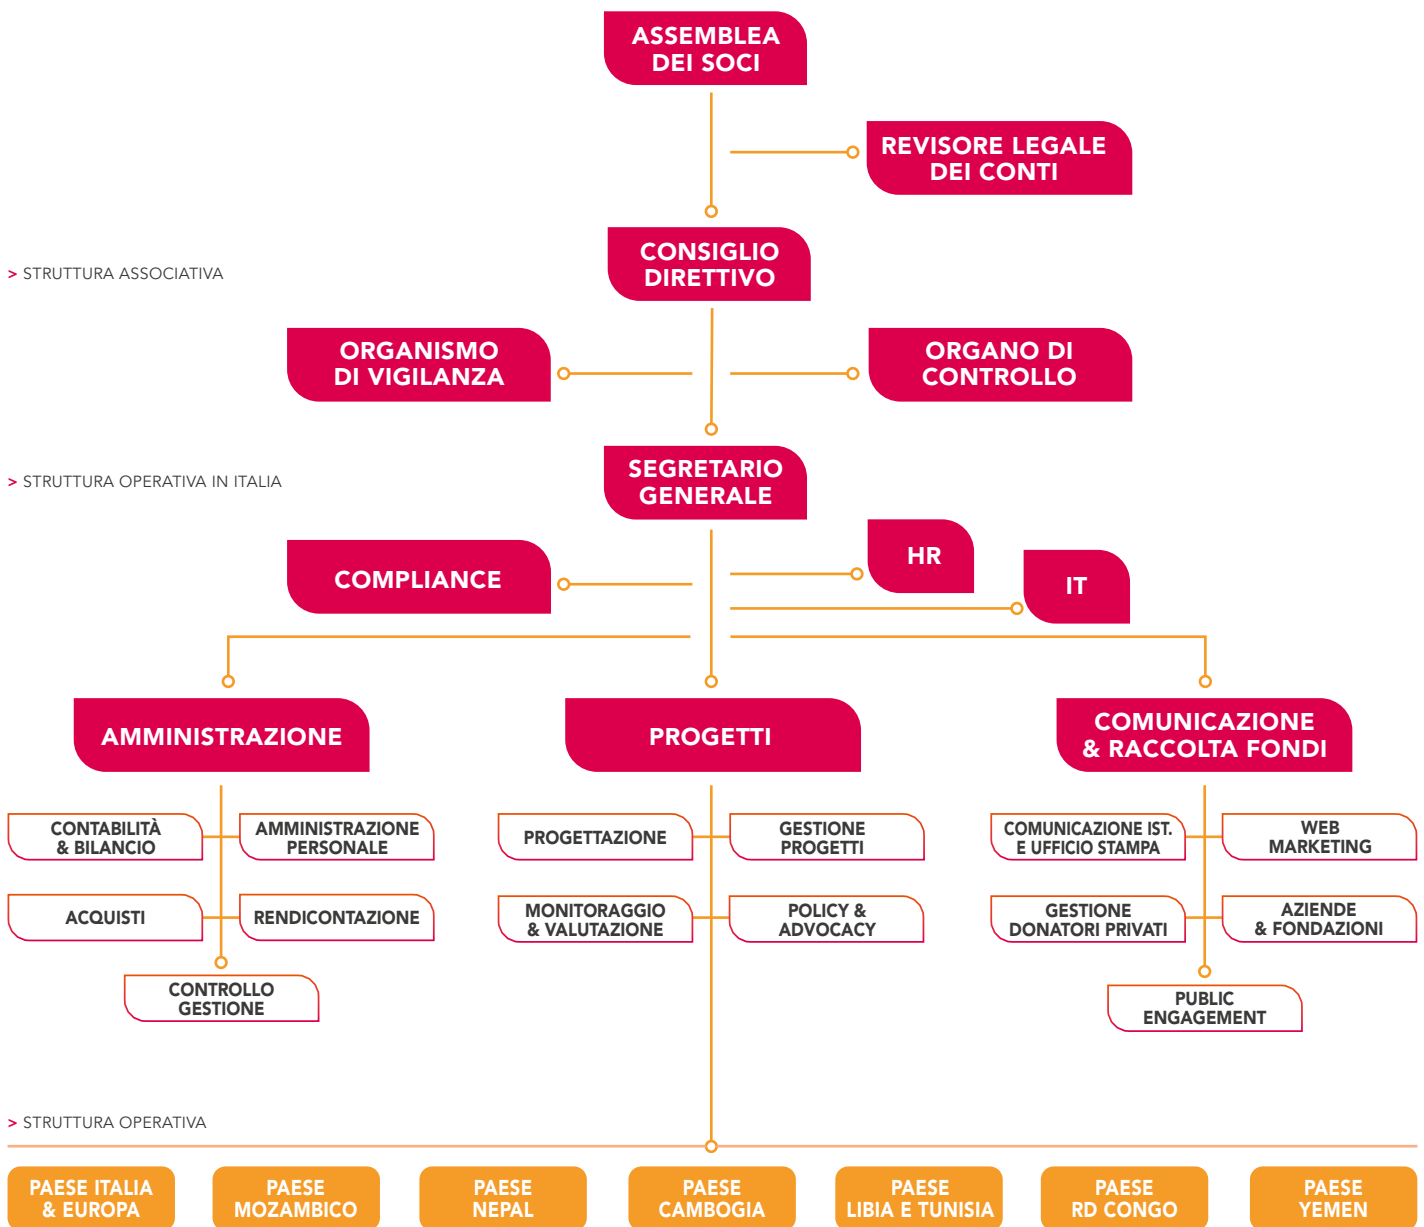 ASSEMBLEA
DEI SOCI
REVISORE LEGALE
DEI CONTI
CONSIGLIO
DIRETTIVO
> STRUTTURA ASSOCIATIVA
ORGANISMO
DI VIGILANZA
ORGANO DI
CONTROLLO
SEGRETARIO
GENERALE
> STRUTTURA OPERATIVA IN ITALIA
COMPLIANCE
HR
IT
AMMINISTRAZIONE
PROGETTI
COMUNICAZIONE
& RACCOLTA FONDI
CONTABILITÀ
& BILANCIO
AMMINISTRAZIONE
PERSONALE
ACQUISTI
RENDICONTAZIONE
CONTROLLO
GESTIONE
PROGETTAZIONE
GESTIONE
PROGETTI
MONITORAGGIO
& VALUTAZIONE
POLICY &
ADVOCACY
COMUNICAZIONE IST.
E UFFICIO STAMPA
WEB
MARKETING
GESTIONE
DONATORI PRIVATI
AZIENDE
& FONDAZIONI
PUBLIC
ENGAGEMENT
> STRUTTURA OPERATIVA
PAESE ITALIA
& EUROPA
PAESE
MOZAMBICO
PAESE
NEPAL
PAESE
CAMBOGIA
PAESE
LIBIA E TUNISIA
PAESE
RD CONGO
PAESE
YEMEN